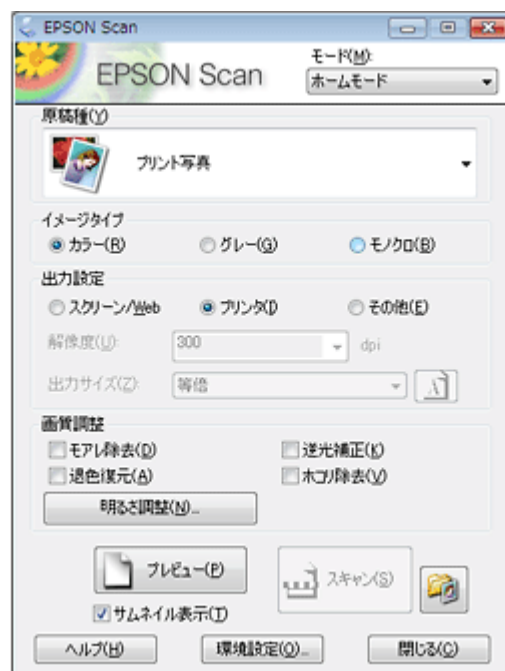 EPSON Scan
EPSON Scan
モード(M):
ホームモード
原稿種(Y)
プリント写真
イメージタイプ
カラー(R) グレー(G) モノクロ(B)
出力設定
スクリーン/Web プリンタ(I) その他(E)
解像度(U): 300 dpi
出力サイズ(Z): 等倍
画質調整
モアレ除去(D) 逆光補正(K)
退色復元(A) ホコリ除去(V)
明るさ調整(N)...
プレビュー(P) スキャン(S)
サムネイル表示(T)
ヘルプ(H) 環境設定(O)... 閉じる(C)